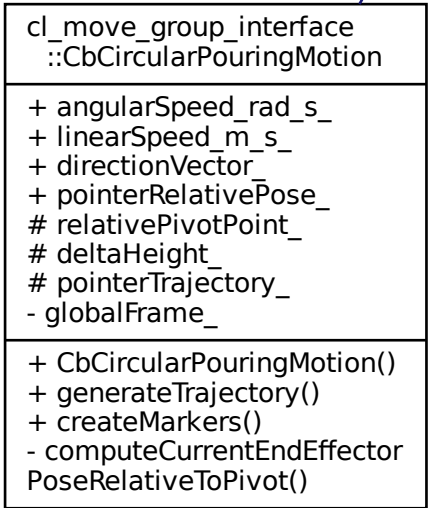 cl_move_group_interface
::CbCircularPouringMotion
+ angularSpeed_rad_s_
+ linearSpeed_m_s_
+ directionVector_
+ pointerRelativePose_
# relativePivotPoint_
# deltaHeight_
# pointerTrajectory_
- globalFrame_
+ CbCircularPouringMotion()
+ generateTrajectory()
+ createMarkers()
- computeCurrentEndEffector
PoseRelativeToPivot()